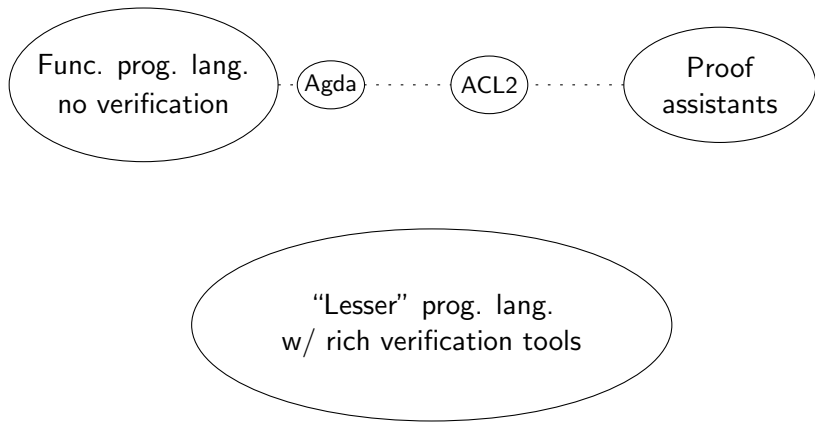 Func. prog. lang.
no verification
Agda
ACL2
Proof
assistants
“Lesser” prog. lang.
w/ rich verification tools